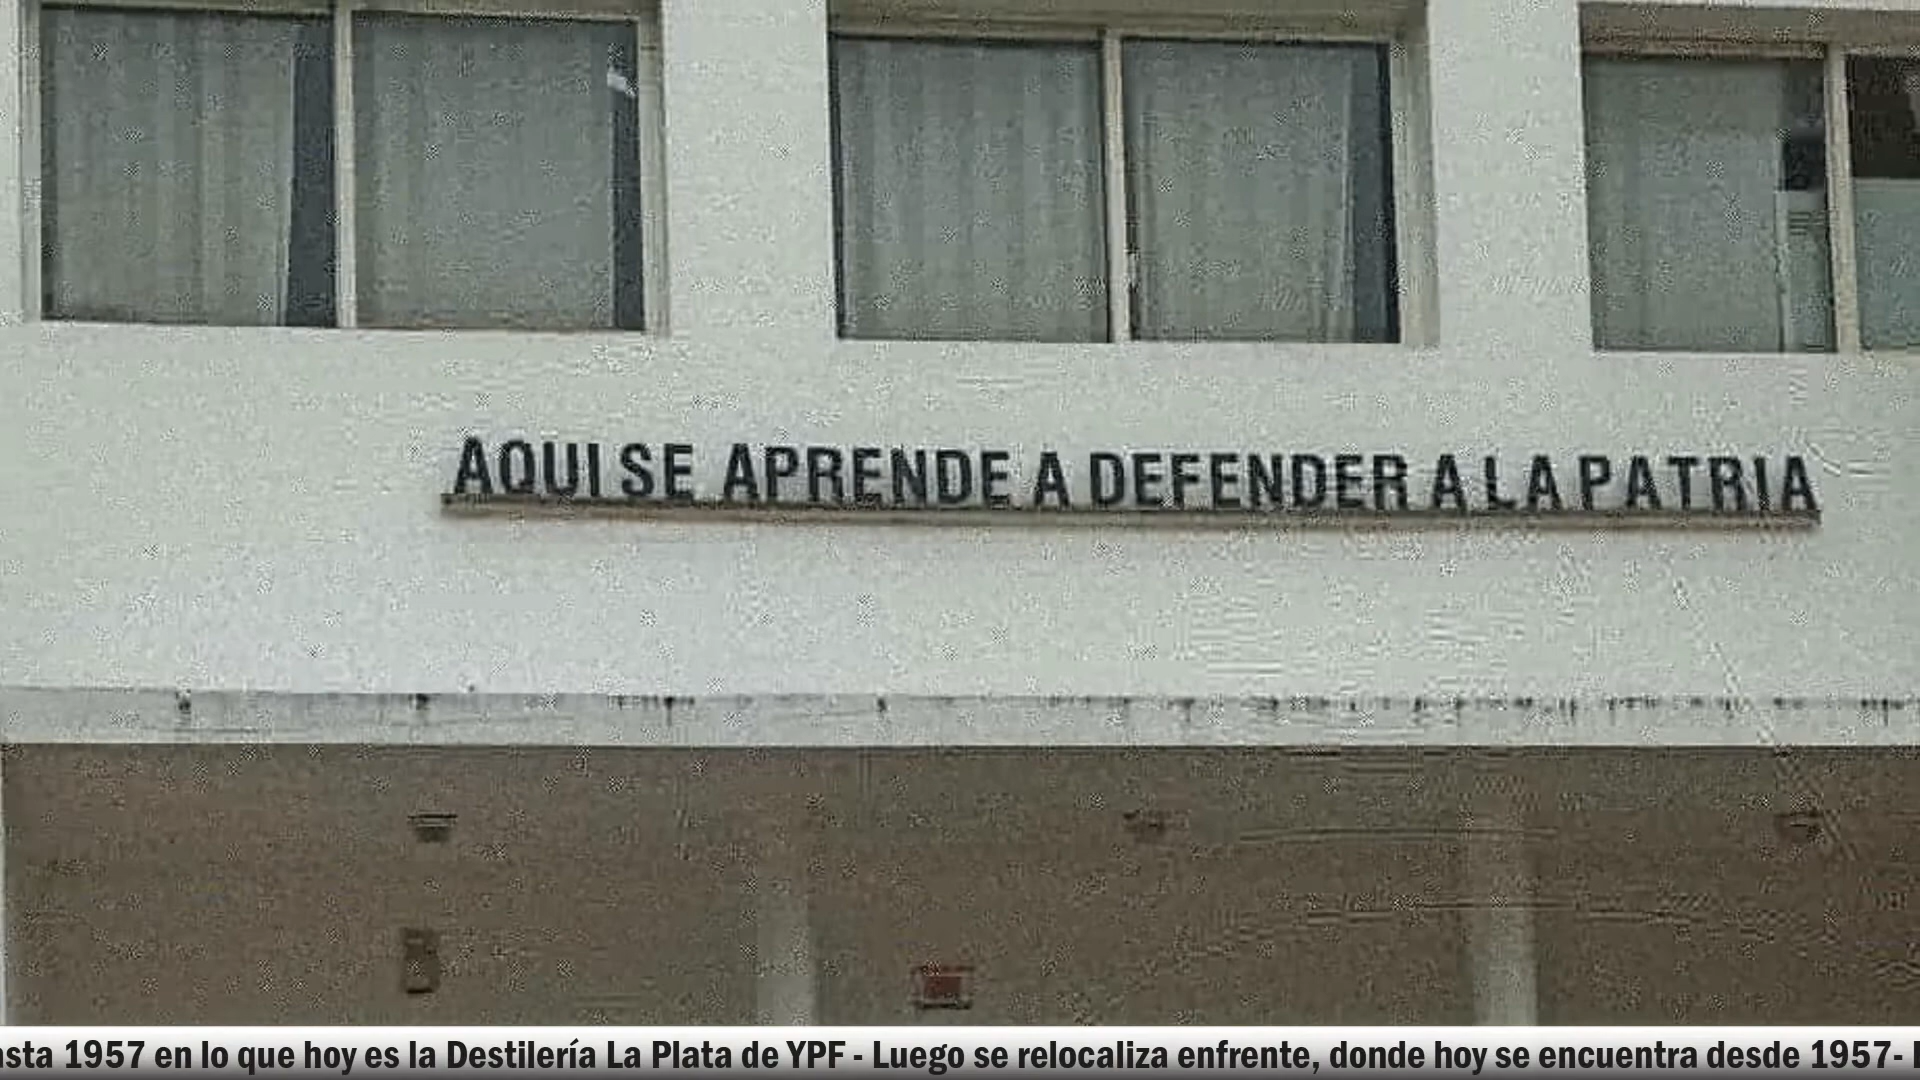 AQUI SE APRENDE A DEFENDER A LA PATRIA
asta 1957 en lo que hoy es la Destilería La Plata de YPF - Luego se relocaliza enfrente, donde hoy se encuentra desde 1957-